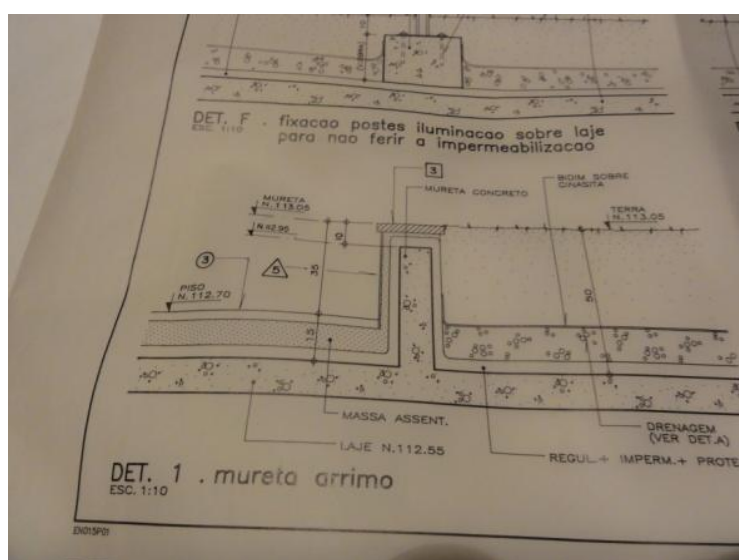 10
DET. F . fixacao postes iluminacao sobre laje
ESC. 1:10
para nao ferir a impermeabilizacao
3
MURETA
N.113.05
MURETA CONCRETO
BIDIM SOBRE
CINASITA
TERRA
N.113.05
N.112.95
10
3
5
35
50
PISO
N.112.70
15
MASSA ASSENT.
LAJE N.112.55
DRENAGEM
(VER DET.A)
REGUL.+ IMPERM.+ PROTE
DET. 1 . mureta arrimo
ESC. 1:10
EH015P01